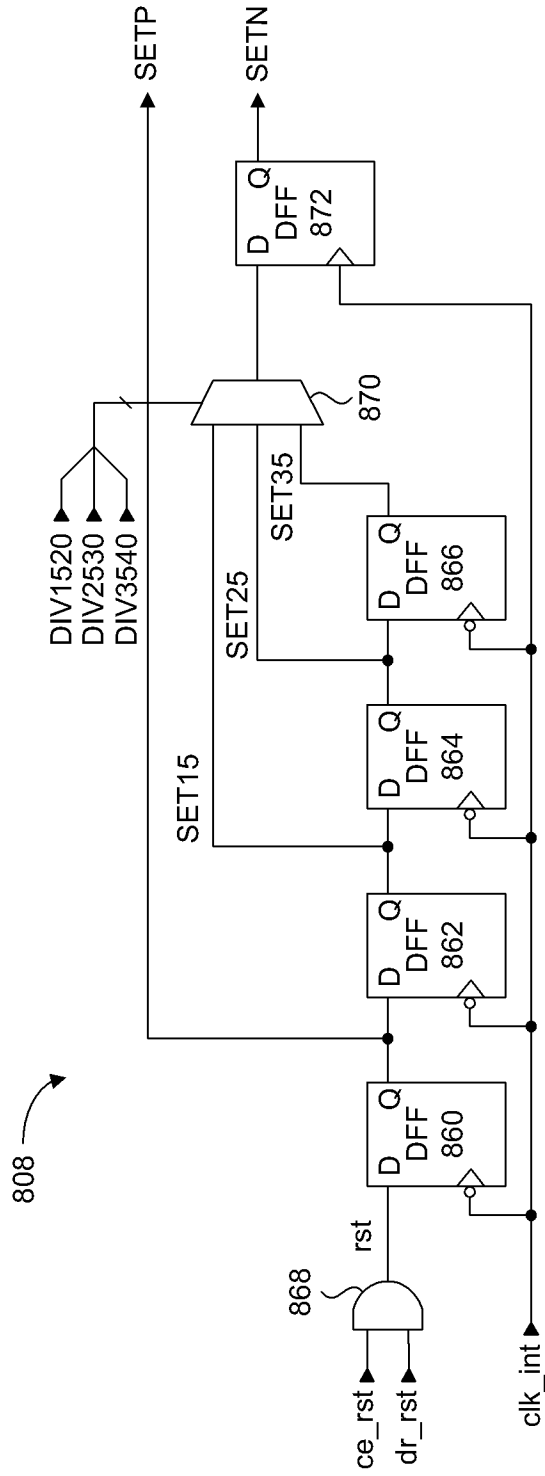 808
DIV1520
DIV2530
DIV3540
SETP
SETN
SET15
SET25
SET35
870
D Q
DFF
872
868
rst
ce_rst
dr_rst
D Q
DFF
860
D Q
DFF
862
D Q
DFF
864
D Q
DFF
866
clk_int